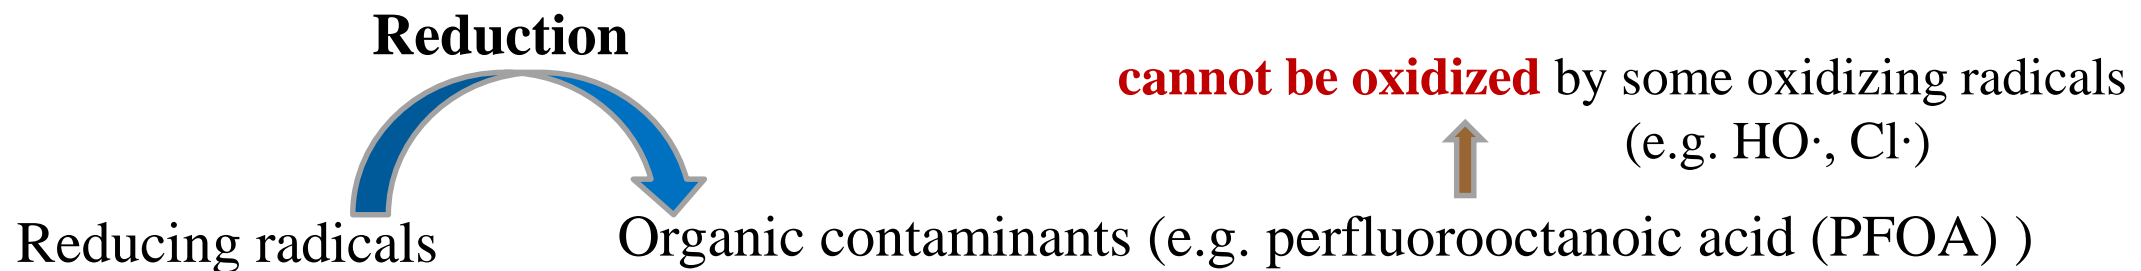 Reduction
cannot be oxidized by some oxidizing radicals
(e.g. HO·, Cl·)
Reducing radicals
Organic contaminants (e.g. perfluorooctanoic acid (PFOA) )